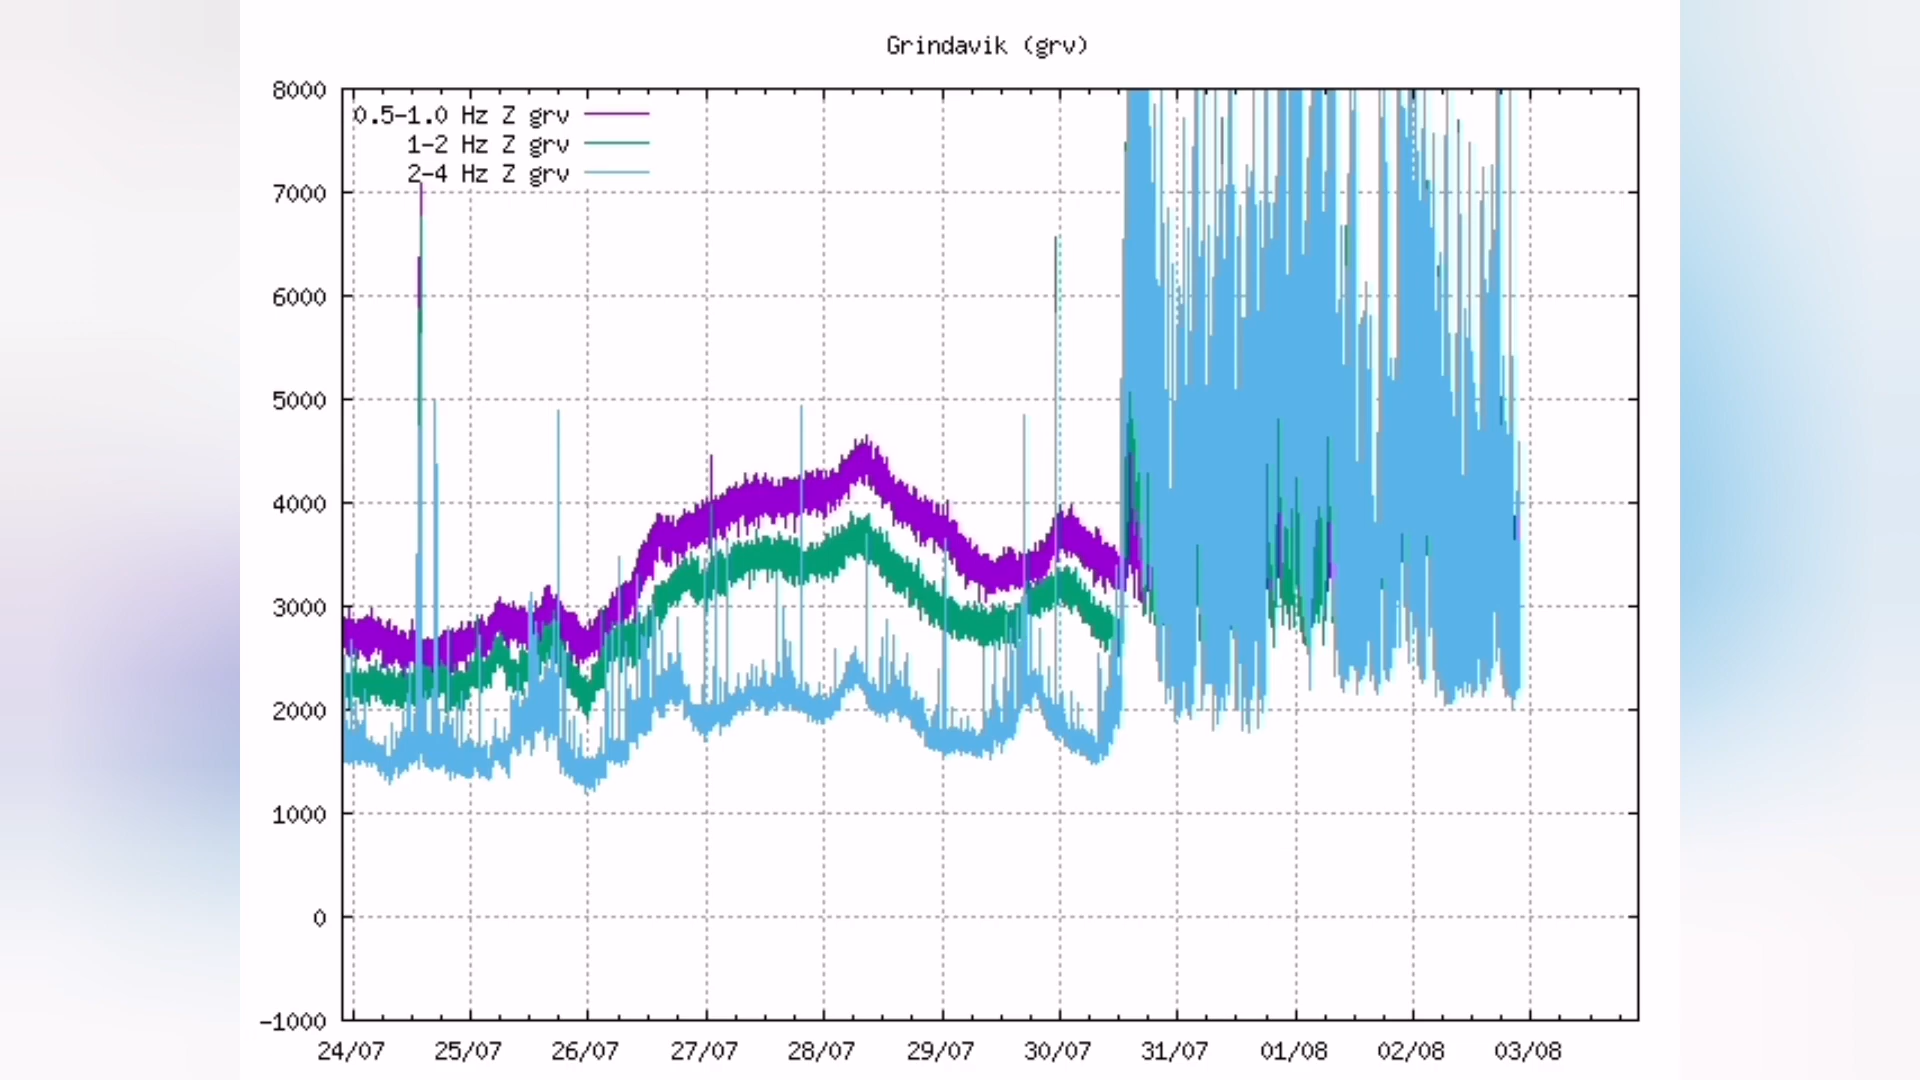 Grindavik (grv)
8000
0.5-1.0 Hz Z grv
1-2 Hz Z grv
2-4 Hz Z grv
7000
6000
5000
4000
3000
2000
1000
0
-1000
24/07 25/07 26/07 27/07 28/07 29/07 30/07 31/07 01/08 02/08 03/08